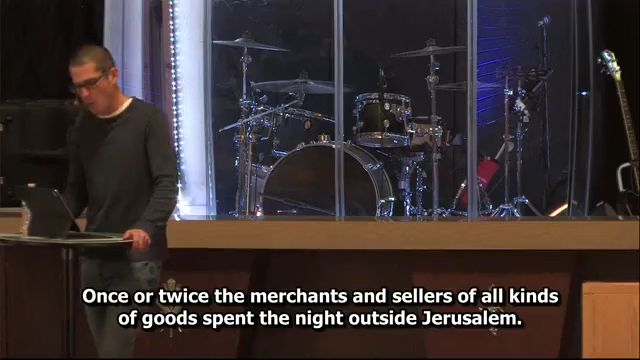 Once or twice the merchants and sellers of all kinds
of goods spent the night outside Jerusalem.